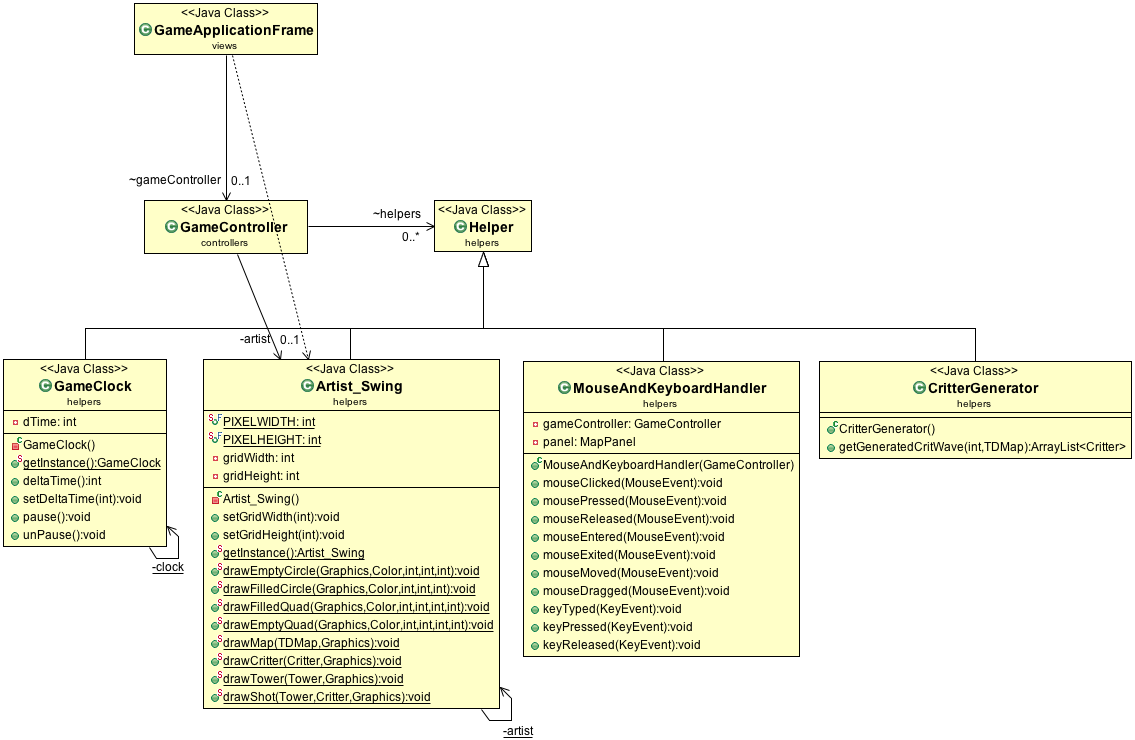 <<Java Class>>
GameApplicationFrame
views
~gameController
0..1
<<Java Class>>
GameController
controllers
~helpers
0..*
<<Java Class>>
Helper
helpers
-artist
0..1
<<Java Class>>
GameClock
helpers
dTime: int
GameClock()
getInstance():GameClock
deltaTime():int
setDeltaTime(int):void
pause():void
unPause():void
-clock
<<Java Class>>
Artist_Swing
helpers
PIXELWIDTH: int
PIXELHEIGHT: int
gridWidth: int
gridHeight: int
Artist_Swing()
setGridWidth(int):void
setGridHeight(int):void
getInstance():Artist_Swing
drawEmptyCircle(Graphics,Color,int,int,int):void
drawFilledCircle(Graphics,Color,int,int,int):void
drawFilledQuad(Graphics,Color,int,int,int,int):void
drawEmptyQuad(Graphics,Color,int,int,int,int):void
drawMap(TDMap,Graphics):void
drawCritter(Critter,Graphics):void
drawTower(Tower,Graphics):void
drawShot(Tower,Critter,Graphics):void
-artist
<<Java Class>>
MouseAndKeyboardHandler
helpers
gameController: GameController
panel: MapPanel
MouseAndKeyboardHandler(GameController)
mouseClicked(MouseEvent):void
mousePressed(MouseEvent):void
mouseReleased(MouseEvent):void
mouseEntered(MouseEvent):void
mouseExited(MouseEvent):void
mouseMoved(MouseEvent):void
mouseDragged(MouseEvent):void
keyTyped(KeyEvent):void
keyPressed(KeyEvent):void
keyReleased(KeyEvent):void
<<Java Class>>
CritterGenerator
helpers
CritterGenerator()
getGeneratedCritWave(int,TDMap):ArrayList<Critter>